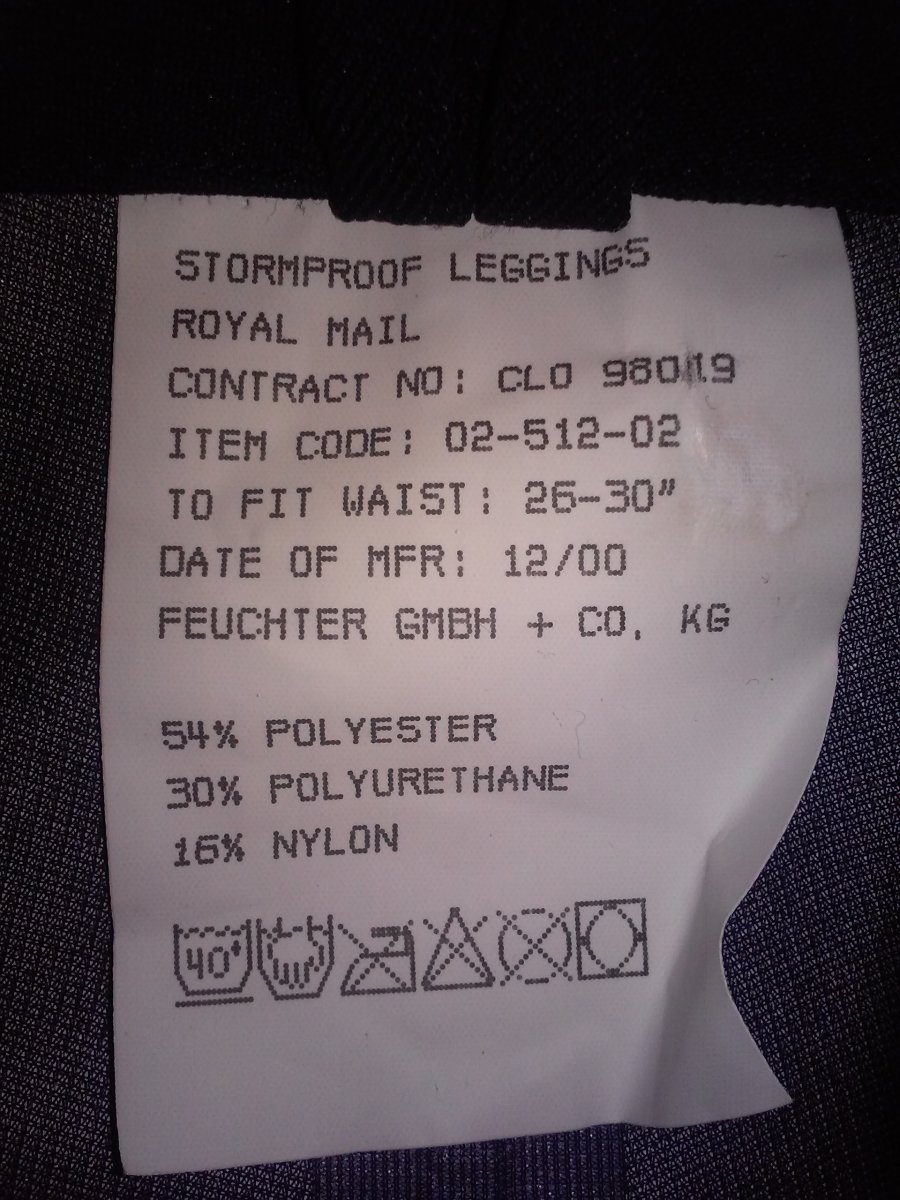 STORMPROOF LEGGINGS
ROYAL MAIL
CONTRACT NO: CLO
ITEM CODE: 02-512-02
TO FIT WAIST: 26-30"
DATE OF MFR: 12/00
FEUCHTER GMBH + CO. KG
54% POLYESTER
30% POLYURETHANE
16% NYLON
40°